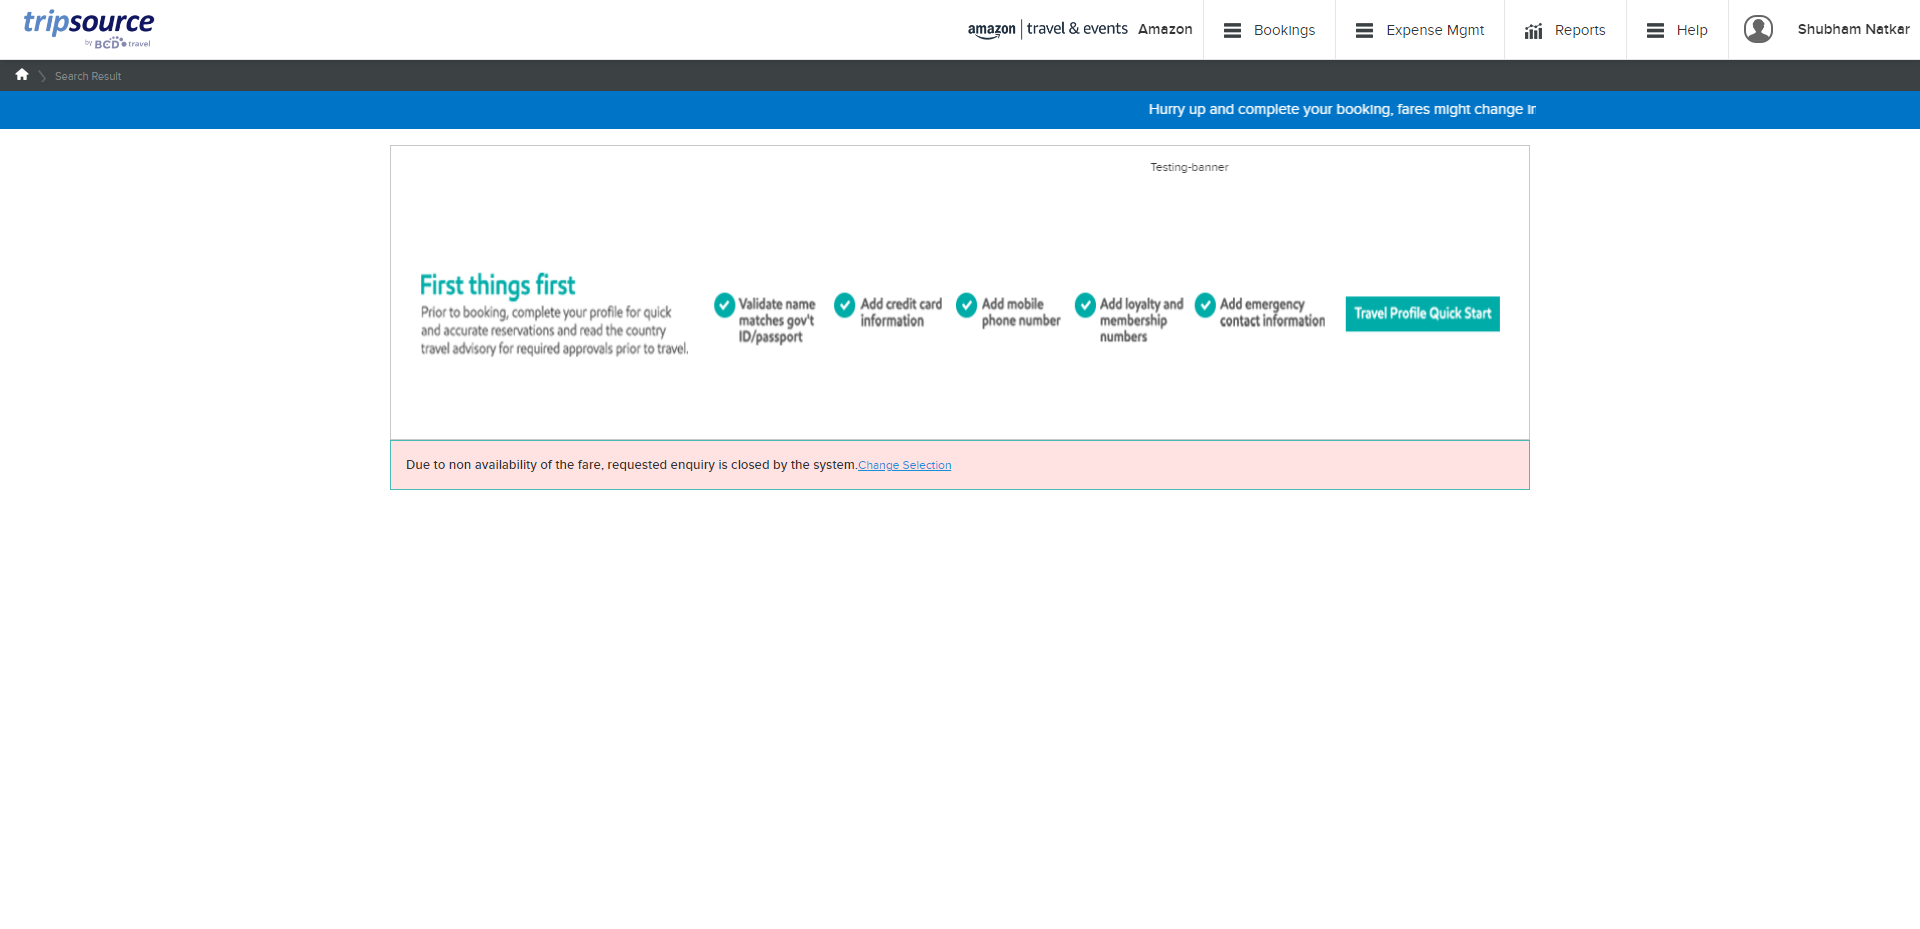 tripsource
by BCD travel
amazon travel & events Amazon
Bookings
Expense Mgmt
Reports
Help
Shubham Natkar
Search Result
Hurry up and complete your booking, fares might change
Testing-banner
First things first
Prior to booking, complete your profile for quick
and accurate reservations and read the country
travel advisory for required approvals prior to travel.
Validate name
matches gov't
ID/passport
Add credit card
information
Add mobile
phone number
Add loyalty and
membership
numbers
Add emergency
contact information
Travel Profile Quick Start
Due to non availability of the fare, requested enquiry is closed by the system.Change Selection